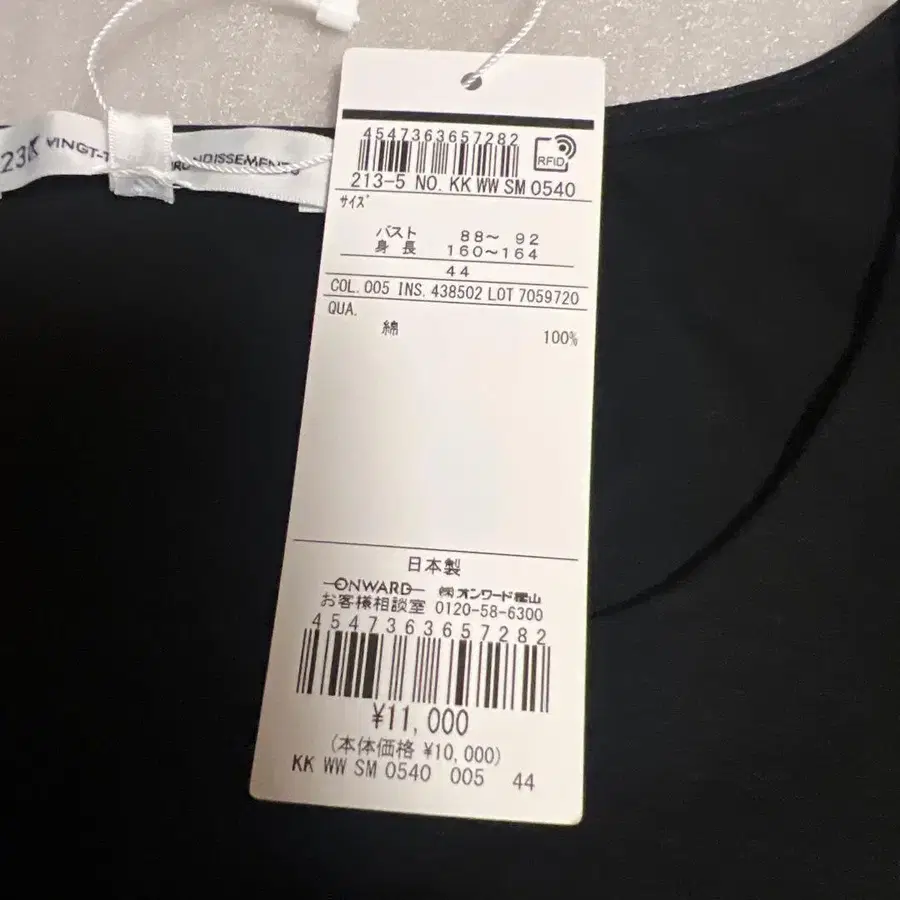 23区 VINGT-T
RONDISSEMENTS
4547363657282
RFID
213-5 NO. KK WW SM 0540
サイズ
バスト 88～ 92
身 長 160～164
44
COL. 005 INS. 438502 LOT 7059720
QUA.
綿 100%
日本製
ONWARD ㈱オンワード樫山
お客様相談室 0120-58-6300
4547363657282
¥11,000
(本体価格 ¥10,000)
KK WW SM 0540 005 44